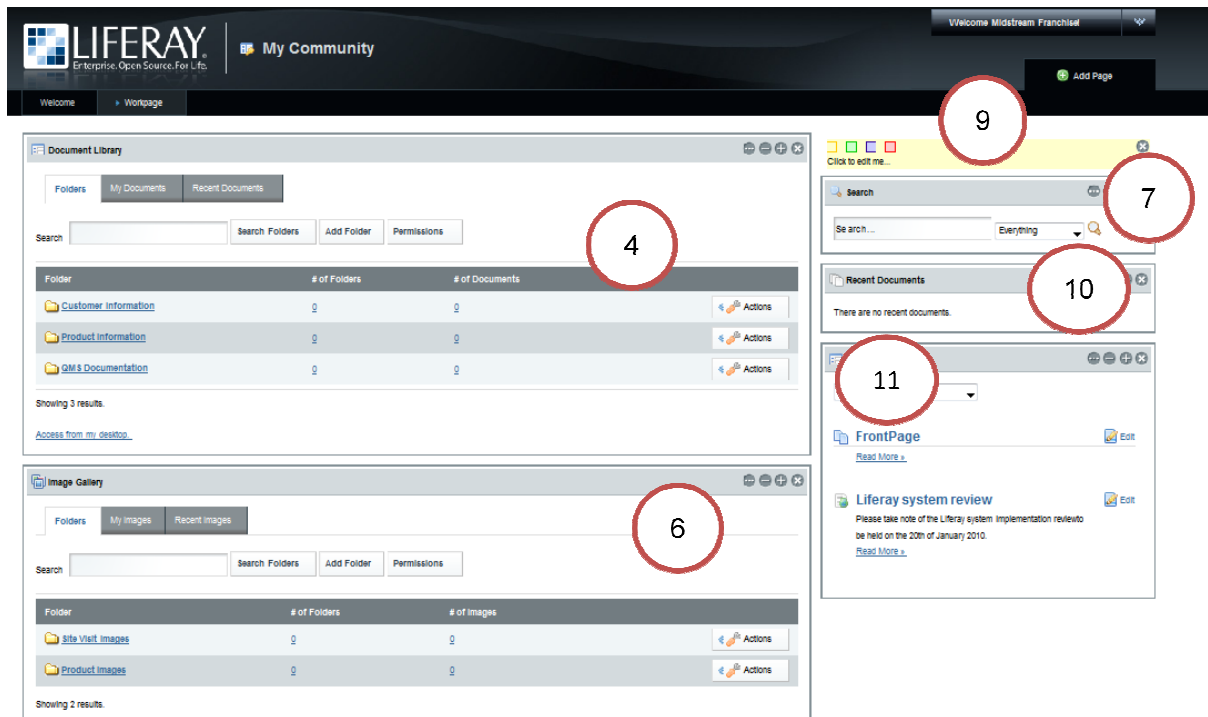 Welcome Midstream Franchise!
LIFERAY.
Enterprise. Open Source. For Life.
My Community
Add Page
Welcome
Workpage
9
Document Library
Click to edit me...
Folders
My Documents
Recent Documents
Search
7
Search
Search Folders
Add Folder
Permissions
4
Search...
Everything
Folder
# of Folders
# of Documents
Recent Documents
10
Customer Information
0
0
Actions
There are no recent documents.
Product Information
0
0
Actions
QMS Documentation
0
0
Actions
11
Showing 3 results.
Access from my desktop.
FrontPage
Edit
Read More »
Image Gallery
Liferay system review
Edit
Please take note of the Liferay system implementation reviewto
be held on the 20th of January 2010.
Read More »
Folders
My Images
Recent Images
6
Search
Search Folders
Add Folder
Permissions
Folder
# of Folders
# of Images
Site Visit Images
0
0
Actions
Product Images
0
0
Actions
Showing 2 results.